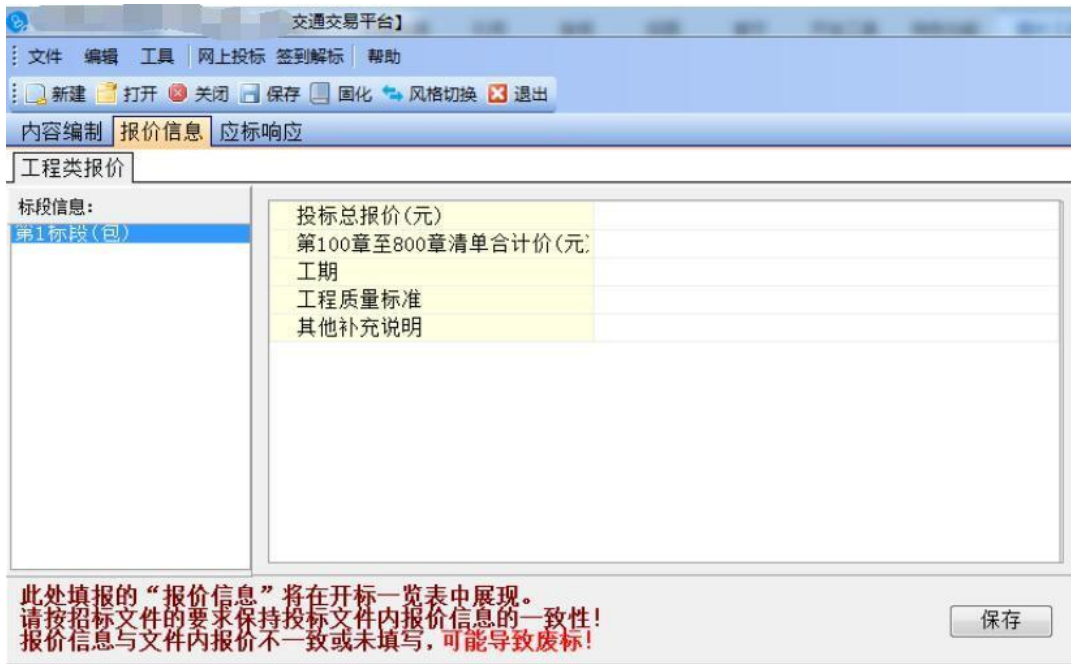 交通交易平台】
文件 编辑 工具 网上投标 签到解标 帮助
新建 打开 关闭 保存 固化 风格切换 退出
内容编制 报价信息 应标响应
工程类报价
标段信息:
第1标段(包)
投标总报价(元)
第100章至800章清单合计价(元)
工期
工程质量标准
其他补充说明
此处填报的“报价信息”将在开标一览表中展现。
请按招标文件的要求保持投标文件内报价信息的一致性!
报价信息与文件内报价不一致或未填写,可能导致废标!
保存